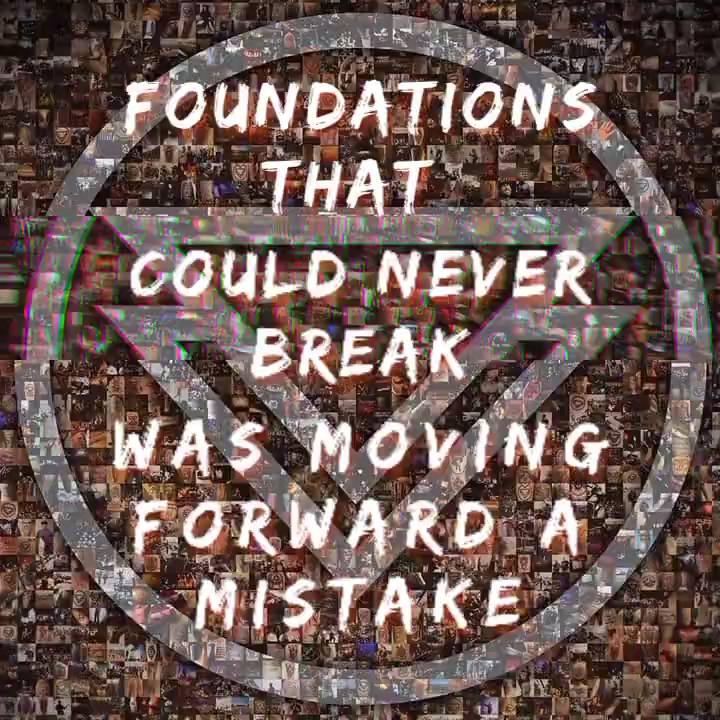 FOUNDATIONS
THAT
COULD NEVER
BREAK
WAS MOVING
FORWARD A
MISTAKE